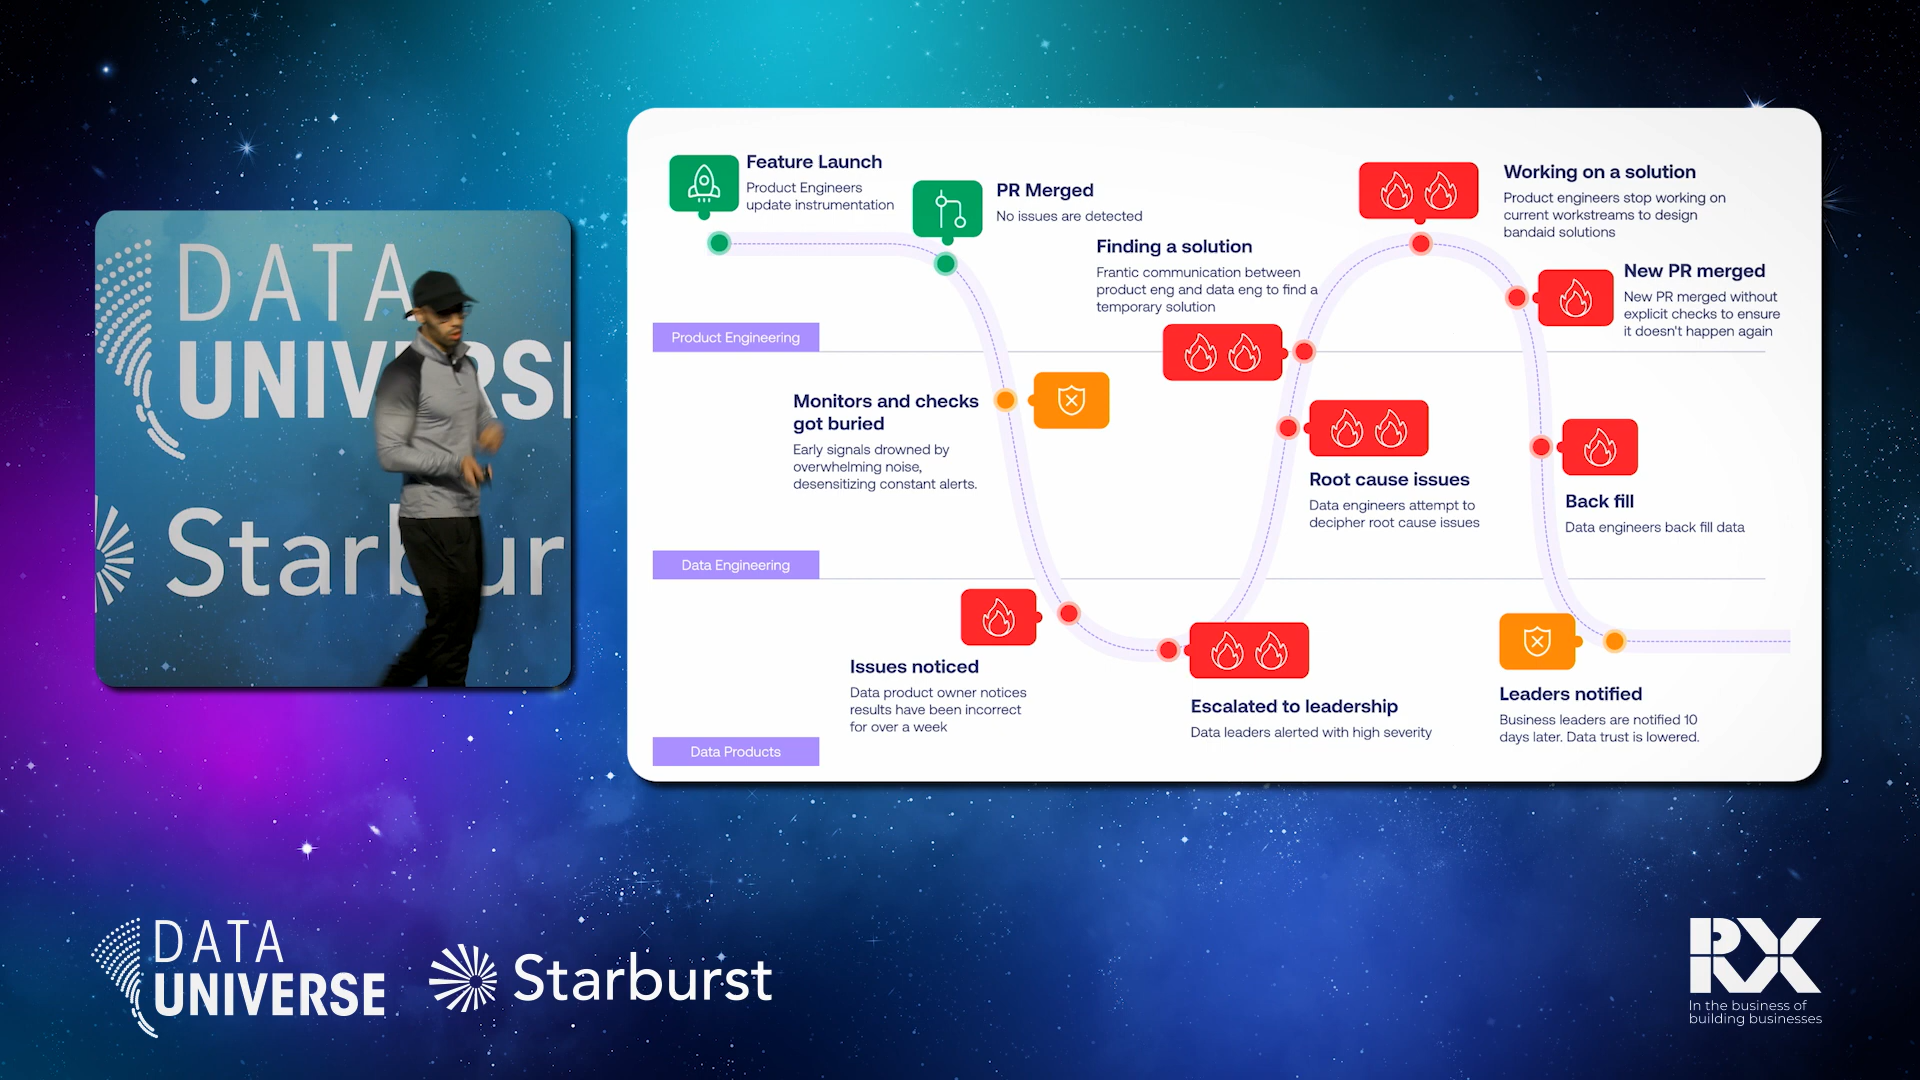 DATA
UNIVERSI
Starbur
Feature Launch
Product Engineers
update instrumentation
PR Merged
No issues are detected
Finding a solution
Frantic communication between
product eng and data eng to find a
temporary solution
Working on a solution
Product engineers stop working on
current workstreams to design
bandaid solutions
New PR merged
New PR merged without
explicit checks to ensure
it doesn't happen again
Product Engineering
Monitors and checks
got buried
Early signals drowned by
overwhelming noise,
desensitizing constant alerts.
Root cause issues
Data engineers attempt to
decipher root cause issues
Back fill
Data engineers back fill data
Data Engineering
Issues noticed
Data product owner notices
results have been incorrect
for over a week
Escalated to leadership
Data leaders alerted with high severity
Leaders notified
Business leaders are notified 10
days later. Data trust is lowered.
Data Products
DATA
UNIVERSE
Starburst
RX
In the business of
building businesses